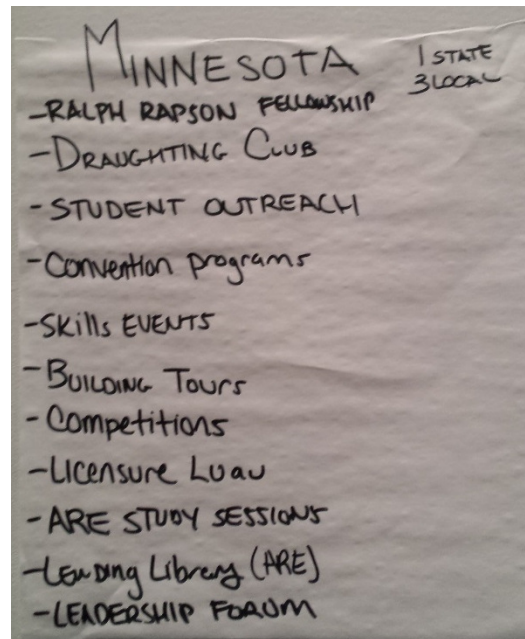 MINNESOTA
1 STATE
3 LOCAL
-RALPH RAPSON FELLOWSHIP
-DRAUGHTING CLUB
-STUDENT OUTREACH
-Convention programs
-Skills EVENTS
-BUILDING TOURS
-Competitions
-Licensure Luau
-ARE STUDY SESSIONS
-Lending Library (ARE)
-LEADERSHIP FORUM